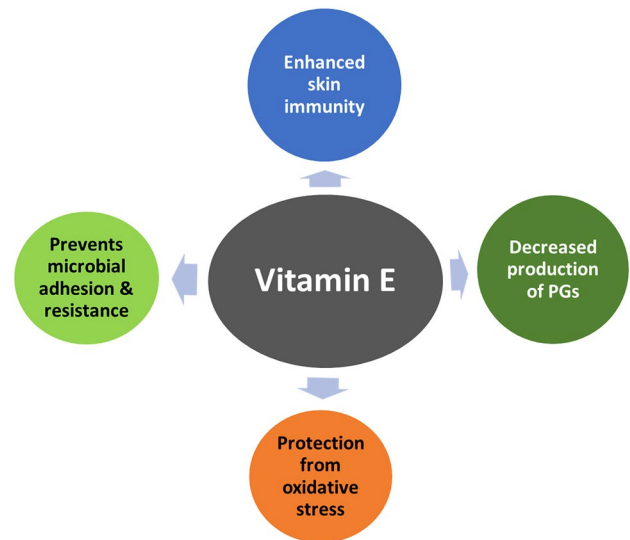 Enhanced
skin
immunity
Prevents
microbial
adhesion &
resistance
Vitamin E
Decreased
production
of PGs
Protection
from
oxidative
stress